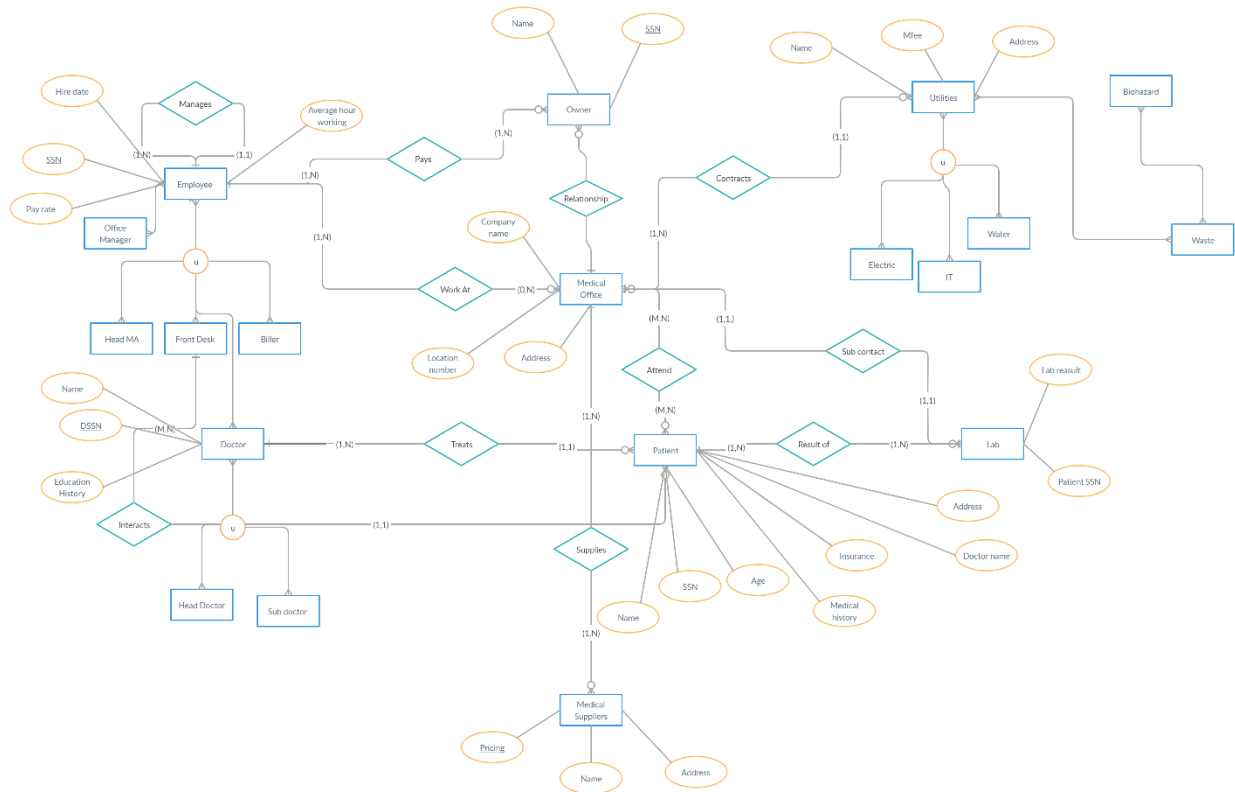 Name
SSN
Name
Mfee
Address
Hire date
Manages
Average hour
working
Owner
Utilities
Biohazard
(1,N)
(1,1)
(1,N)
(1,1)
SSN
Pays
(1,N)
Employee
Contracts
u
Pay rate
Relationship
Office
Manager
Company
name
(1,N)
(1,N)
Water
Waste
Electric
IT
u
Work At
(0,N)
Medical
Office
(M,N)
(1,1,)
Head MA
Front Desk
Biller
Location
number
Address
Attend
Sub contact
Lab reasult
Name
(1,N)
(M,N)
(1,1)
DSSN
(M,N)
Doctor
(1,N)
Treats
(1,1)
Patient
(1,N)
Result of
(1,N)
Lab
Education
History
Patient SSN
Address
Interacts
u
(1,1)
Supplies
Insurance
Doctor name
SSN
Age
Head Doctor
Sub doctor
Name
Medical
history
(1,N)
Medical
Suppliers
Pricing
Name
Address